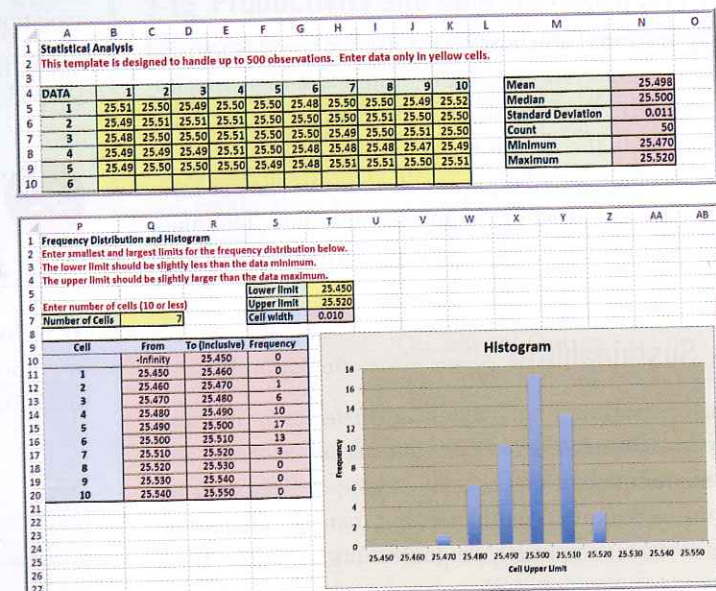 A B C D E F G H I J K L M N O
1 Statistical Analysis
2 This template is designed to handle up to 500 observations. Enter data only in yellow cells.
3
4 DATA 1 2 3 4 5 6 7 8 9 10 Mean 25.498
5 1 25.51 25.50 25.49 25.50 25.50 25.48 25.50 25.50 25.49 25.52 Median 25.500
6 2 25.49 25.51 25.51 25.51 25.50 25.50 25.50 25.51 25.50 25.50 Standard Deviation 0.011
7 3 25.48 25.50 25.50 25.51 25.50 25.50 25.49 25.50 25.51 25.50 Count 50
8 4 25.49 25.49 25.49 25.51 25.50 25.48 25.48 25.48 25.47 25.49 Minimum 25.470
9 5 25.49 25.50 25.50 25.50 25.49 25.48 25.51 25.51 25.50 25.51 Maximum 25.520
10 6
P Q R S T U V W X Y Z AA AB
1 Frequency Distribution and Histogram
2 Enter smallest and largest limits for the frequency distribution below.
3 The lower limit should be slightly less than the data minimum.
4 The upper limit should be slightly larger than the data maximum.
5 Lower limit 25.450
6 Enter number of cells (10 or less) Upper limit 25.520
7 Number of Cells 7 Cell width 0.010
8
9 Cell From To (Inclusive) Frequency
10 -Infinity 25.450 0
11 1 25.450 25.460 0
12 2 25.460 25.470 1
13 3 25.470 25.480 6
14 4 25.480 25.490 10
15 5 25.490 25.500 17
16 6 25.500 25.510 13
17 7 25.510 25.520 3
18 8 25.520 25.530 0
19 9 25.530 25.540 0
20 10 25.540 25.550 0
21
22
23
24
25
26
27
Histogram
Frequency
18
16
14
12
10
8
6
4
2
0
25.450 25.460 25.470 25.480 25.490 25.500 25.510 25.520 25.530 25.540 25.550
Cell Upper Limit